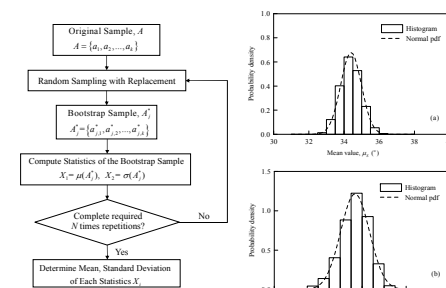 Original Sample, A
A = {a₁, a₂, ..., aₖ}
Random Sampling with Replacement
Bootstrap Sample, A*ⱼ
A*ⱼ = {a*ⱼ,₁, a*ⱼ,₂, ..., a*ⱼ,ₖ}
Compute Statistics of the Bootstrap Sample
X₁ = μ(A*ⱼ), X₂ = σ(A*ⱼ)
Complete required
N times repetitions?
No
Yes
Determine Mean, Standard Deviation
of Each Statistics Xᵢ
1.0
0.8
0.6
0.4
0.2
0.0
Probability density
Histogram
Normal pdf
(a)
30 32 34 36 38
Mean value, (°)
1.5
1.0
0.5
0.0
Probability density
Histogram
Normal pdf
(b)